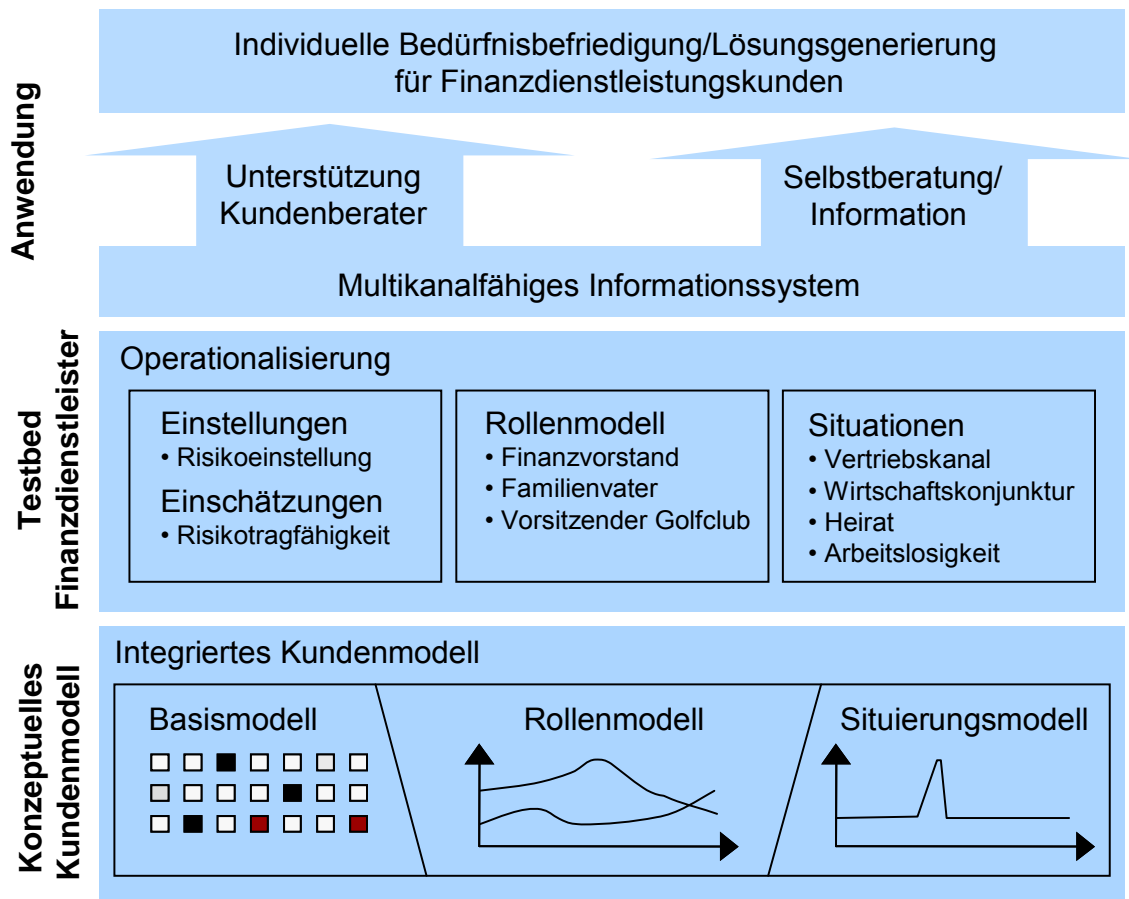 Anwendung
Individuelle Bedürfnisbefriedigung/Lösungsgenerierung
für Finanzdienstleistungskunden
Unterstützung
Kundenberater
Selbstberatung/
Information
Multikanalfähiges Informationssystem
Testbed
Finanzdienstleister
Operationalisierung
Einstellungen
• Risikoeinstellung
Einschätzungen
• Risikotragfähigkeit
Rollenmodell
• Finanzvorstand
• Familienvater
• Vorsitzender Golfclub
Situationen
• Vertriebskanal
• Wirtschaftskonjunktur
• Heirat
• Arbeitslosigkeit
Konzeptuelles
Kundenmodell
Integriertes Kundenmodell
Basismodell
Rollenmodell
Situierungsmodell